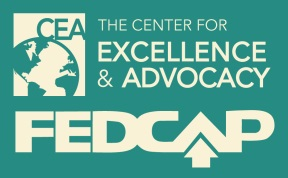 CEA
THE CENTER FOR
EXCELLENCE
& ADVOCACY
FEDCAP